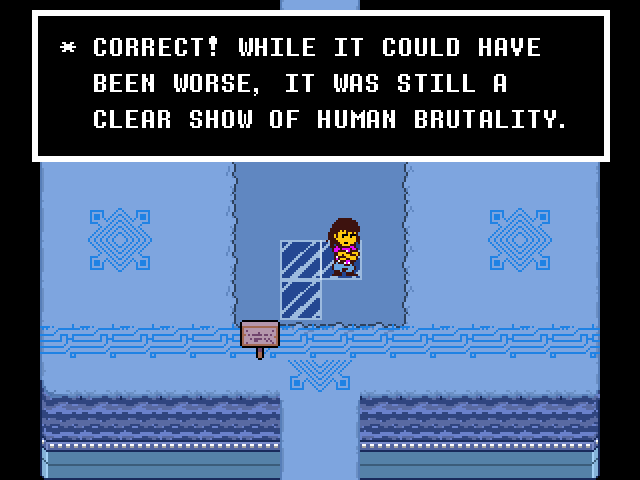 * CORRECT! WHILE IT COULD HAVE
BEEN WORSE, IT WAS STILL A
CLEAR SHOW OF HUMAN BRUTALITY.